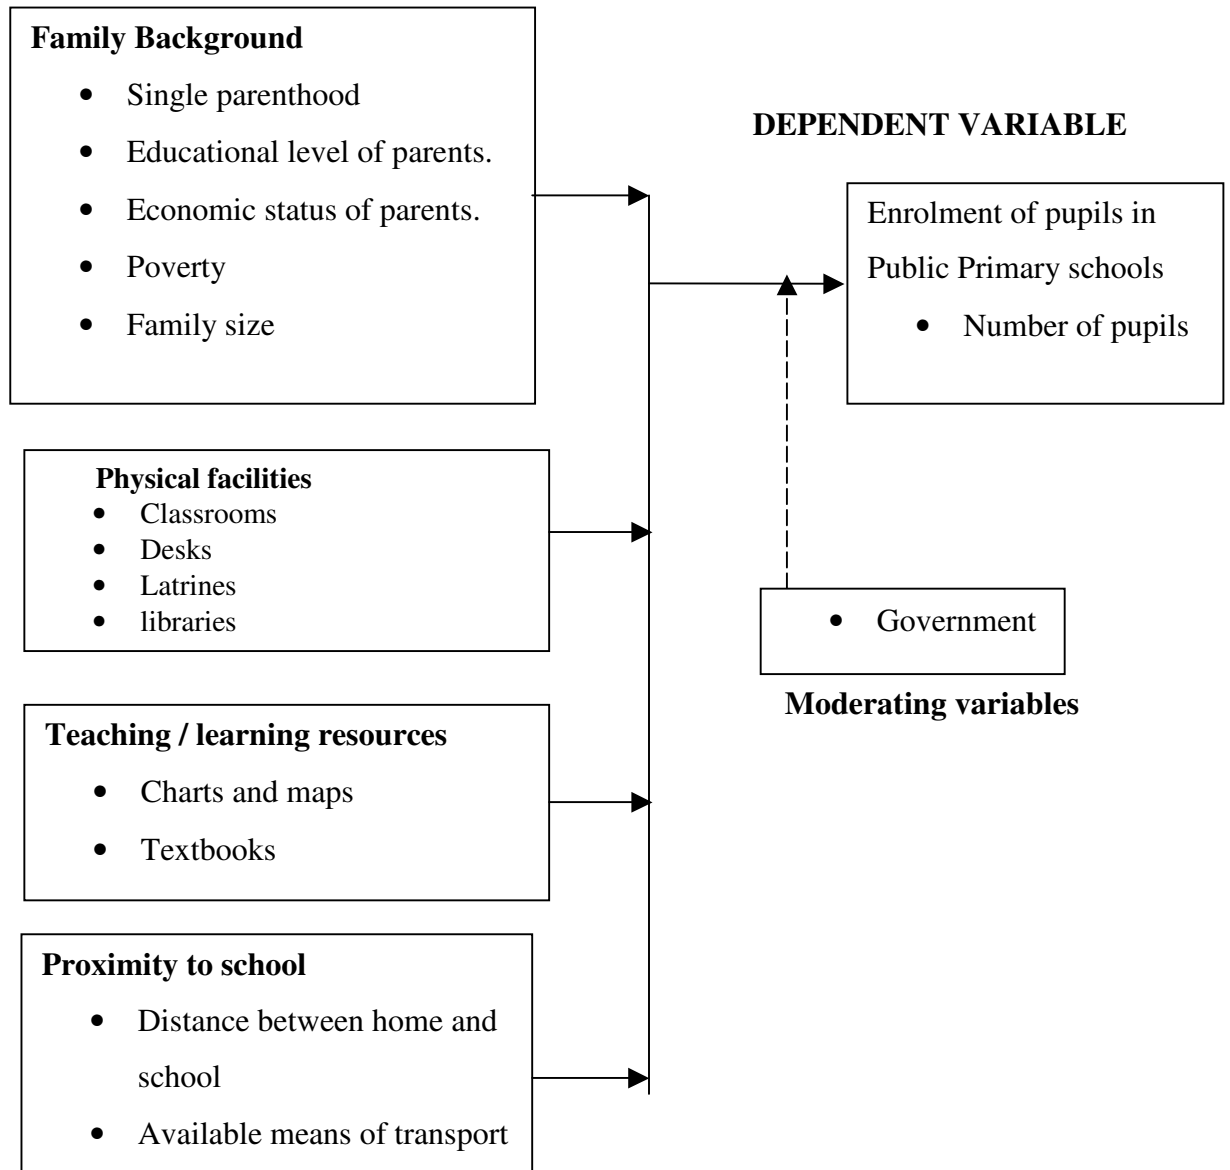 Family Background
• Single parenthood
• Educational level of parents.
• Economic status of parents.
• Poverty
• Family size
DEPENDENT VARIABLE
Enrolment of pupils in
Public Primary schools
• Number of pupils
Physical facilities
• Classrooms
• Desks
• Latrines
• libraries
• Government
Moderating variables
Teaching / learning resources
• Charts and maps
• Textbooks
Proximity to school
• Distance between home and
school
• Available means of transport